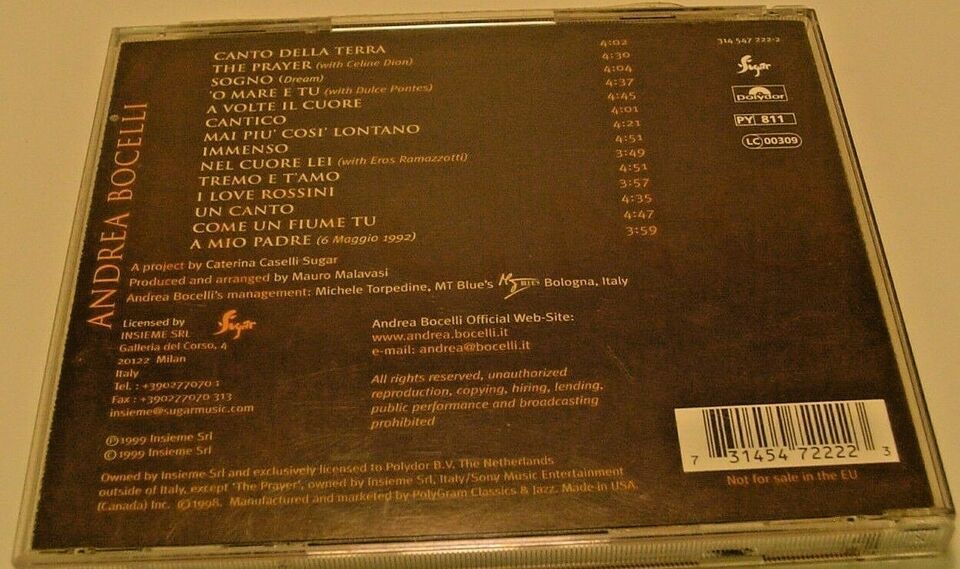 ANDREA BOCELLI
CANTO DELLA TERRA 4:02
THE PRAYER (with Celine Dion) 4:30
SOGNO (Dream) 4:04
'O MARE E TU (with Dulce Pontes) 4:37
A VOLTE IL CUORE 4:45
CANTICO 4:01
MAI PIU' COSI' LONTANO 4:21
IMMENSO 4:51
NEL CUORE LEI (with Eros Ramazzotti) 3:49
TREMO E T'AMO 4:51
I LOVE ROSSINI 3:57
UN CANTO 4:35
COME UN FIUME TU 4:47
A MIO PADRE (6 Maggio 1992) 3:59
314 547 222-2
Sugar
Polydor
PY 811
LC 00309
A project by Caterina Caselli Sugar
Produced and arranged by Mauro Malavasi
Andrea Bocelli's management: Michele Torpedine, MT Blue's Bologna, Italy
Licensed by
INSIEME SRL
Galleria del Corso, 4
20122 Milan
Italy
Tel. : +390277070 1
Fax : +390277070 313
insieme@sugarmusic.com
Sugar
Andrea Bocelli Official Web-Site:
www.andrea.bocelli.it
e-mail: andrea@bocelli.it
All rights reserved, unauthorized
reproduction, copying, hiring, lending,
public performance and broadcasting
prohibited
℗1999 Insieme Srl
©1999 Insieme Srl
Owned by Insieme Srl and exclusively licensed to Polydor B.V. The Netherlands
outside of Italy, except 'The Prayer', owned by Insieme Srl, Italy/Sony Music Entertainment
(Canada) Inc. ℗©1998. Manufactured and marketed by PolyGram Classics & Jazz. Made in USA.
7 31454 72222 3
Not for sale in the EU